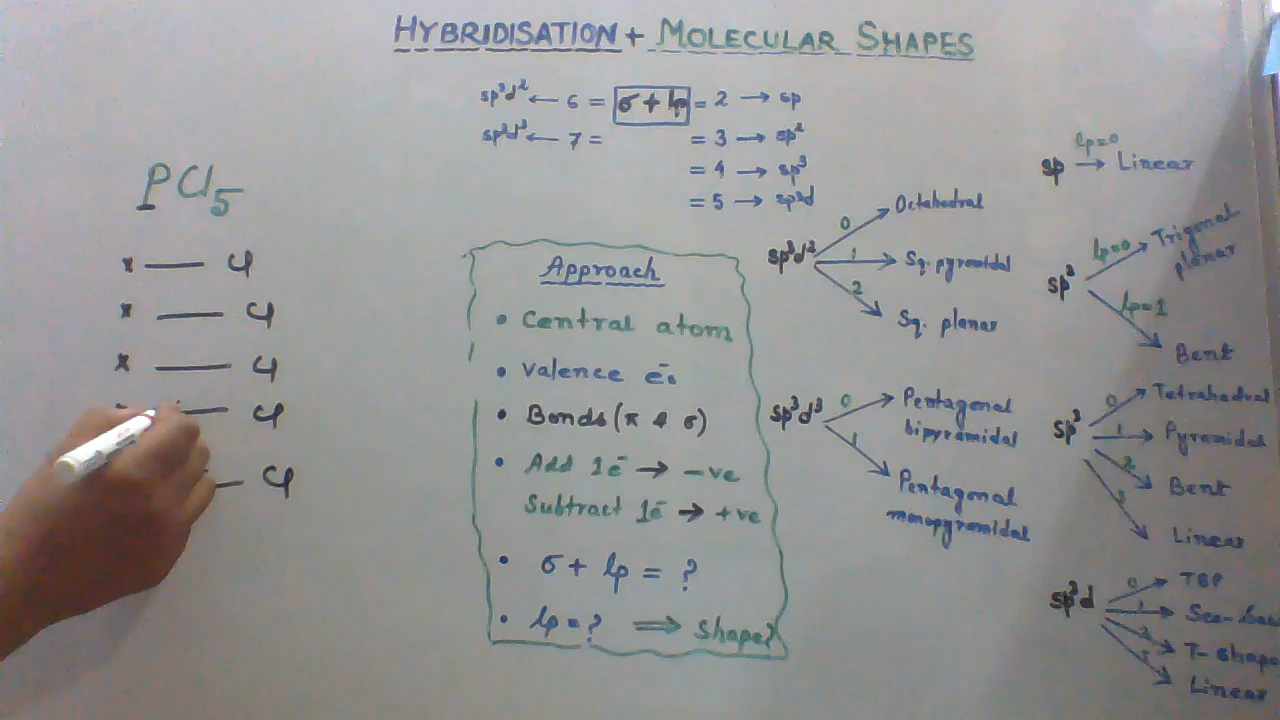 HYBRIDISATION + MOLECULAR SHAPES
sp³d² ← 6 = σ + lp = 2 → sp
sp³d³ ← 7 = = 3 → sp²
= 4 → sp³
= 5 → sp³d
PCl5
x — Cl
x — Cl
x — Cl
— Cl
— Cl
Approach
• Central atom
• Valence e⁻s
• Bonds (π & σ)
• Add 1e⁻ → -ve
Subtract 1e⁻ → +ve
• σ + lp = ?
• lp = ? ⇒ shape?
sp³d²
0 Octahedral
1 Sq. pyramidal
2 Sq. planar
sp³d³
0 Pentagonal
bipyramidal
1 Pentagonal
monopyramidal
sp lp=0 → Linear
sp²
lp=0 Trigonal
planar
lp=1 Bent
sp³
0 Tetrahedral
1 Pyramidal
2 Bent
3 Linear
sp³d
0 TBP
1 See-Saw
2 T-shape
3 Linear